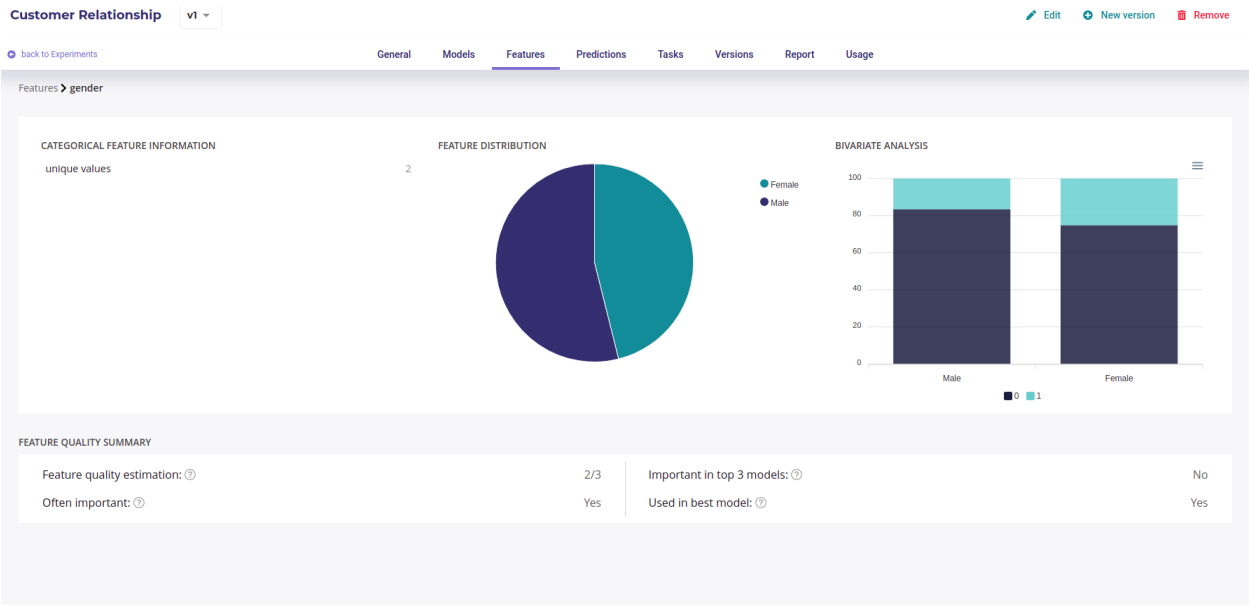 Customer Relationship v1 Edit New version Remove
back to Experiments General Models Features Predictions Tasks Versions Report Usage
Features > gender
CATEGORICAL FEATURE INFORMATION
unique values 2
FEATURE DISTRIBUTION
Female
Male
BIVARIATE ANALYSIS
100
80
60
40
20
0
Male Female
0 1
FEATURE QUALITY SUMMARY
Feature quality estimation: ? 2/3 Important in top 3 models: ? No
Often important: ? Yes Used in best model: ? Yes